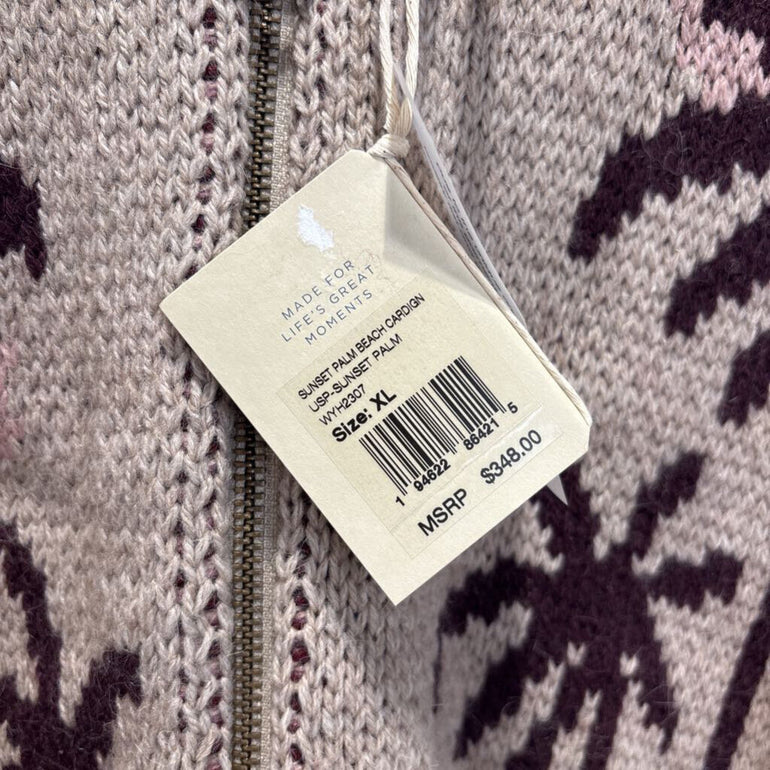 MADE FOR
LIFE'S GREAT
MOMENTS
SUNSET PALM BEACH CARDIGN
USP-SUNSET PALM
WYH2307
Size: XL
1 94622 86421 5
MSRP $348.00